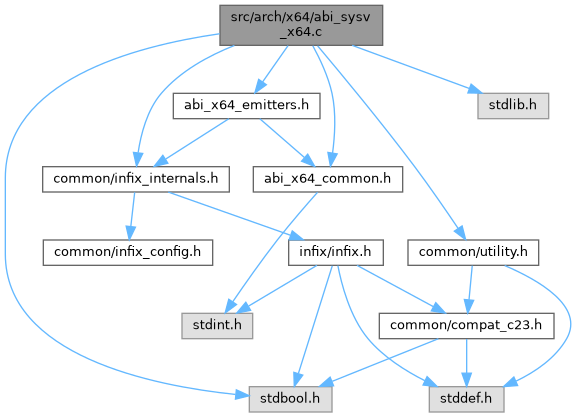 src/arch/x64/abi_sysv
_x64.c
abi_x64_emitters.h
stdlib.h
common/infix_internals.h
abi_x64_common.h
common/infix_config.h
infix/infix.h
common/utility.h
stdint.h
common/compat_c23.h
stdbool.h
stddef.h